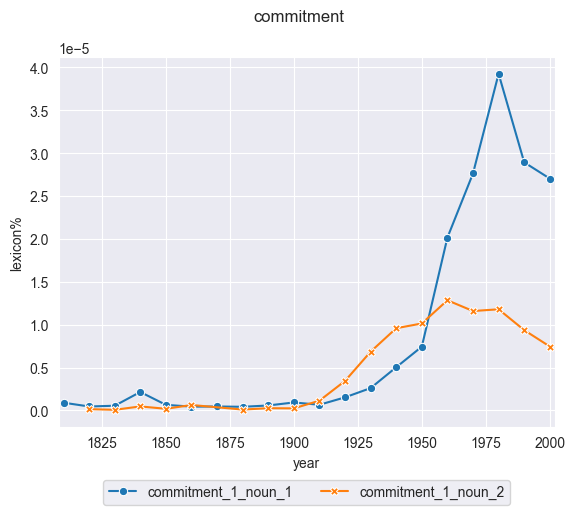 commitment
1e−5
4.0
3.5
3.0
2.5
2.0
1.5
1.0
0.5
0.0
lexicon%
1825 1850 1875 1900 1925 1950 1975 2000
year
commitment_1_noun_1 commitment_1_noun_2